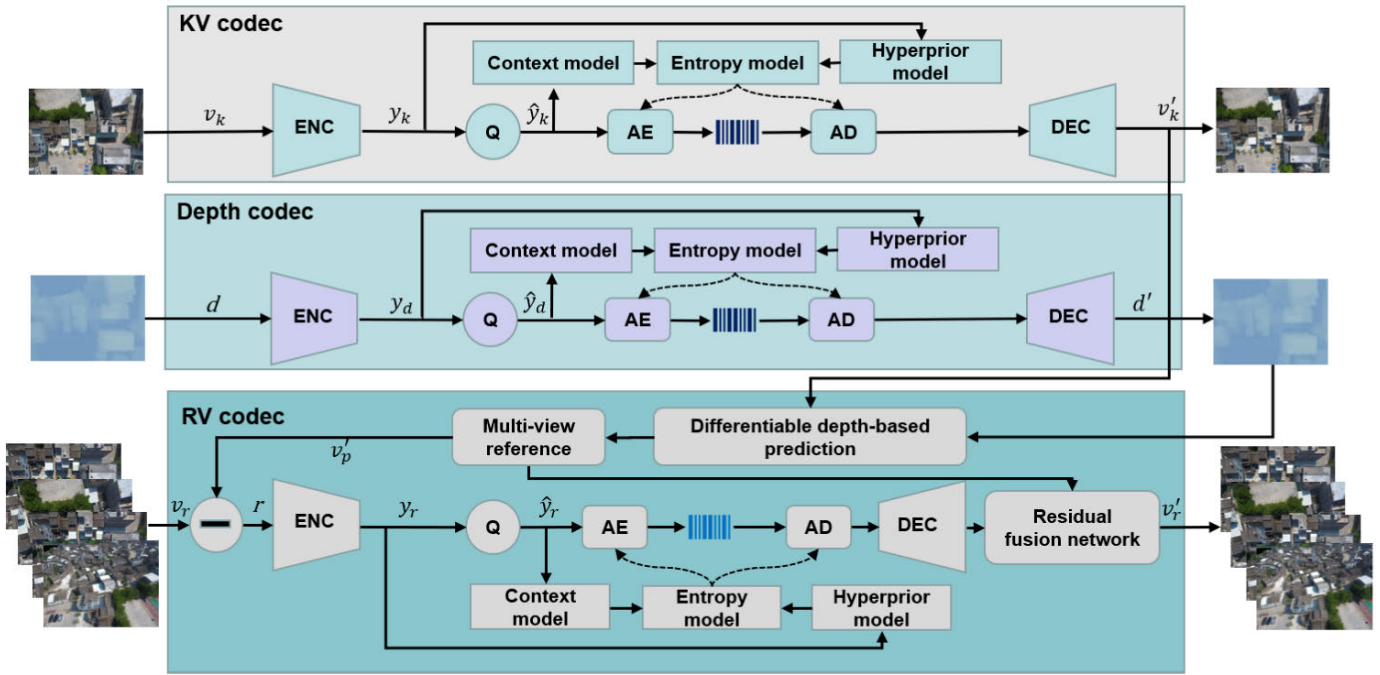 KV codec
Context model
Entropy model
Hyperprior
model
v_k
ENC
y_k
Q
ŷ_k
AE
AD
DEC
v'_k
Depth codec
Context model
Entropy model
Hyperprior
model
d
ENC
y_d
Q
ŷ_d
AE
AD
DEC
d'
RV codec
Multi-view
reference
Differentiable depth-based
prediction
v'_p
v_r
r
ENC
y_r
Q
ŷ_r
AE
AD
DEC
Residual
fusion network
v'_r
Context
model
Entropy
model
Hyperprior
model